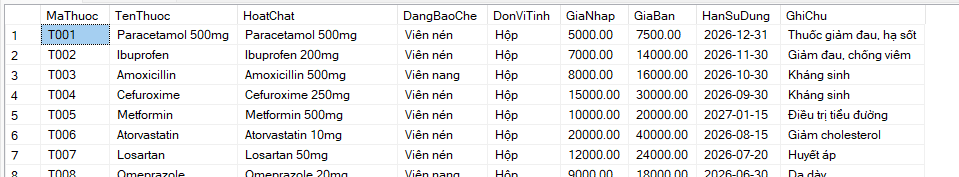 MaThuoc TenThuoc HoatChat DangBaoChe DonViTinh GiaNhap GiaBan HanSuDung GhiChu
1 T001 Paracetamol 500mg Paracetamol 500mg Viên nén Hộp 5000.00 7500.00 2026-12-31 Thuốc giảm đau, hạ sốt
2 T002 Ibuprofen Ibuprofen 200mg Viên nén Hộp 7000.00 14000.00 2026-11-30 Giảm đau, chống viêm
3 T003 Amoxicillin Amoxicillin 500mg Viên nang Hộp 8000.00 16000.00 2026-10-30 Kháng sinh
4 T004 Cefuroxime Cefuroxime 250mg Viên nén Hộp 15000.00 30000.00 2026-09-30 Kháng sinh
5 T005 Metformin Metformin 500mg Viên nén Hộp 10000.00 20000.00 2027-01-15 Điều trị tiểu đường
6 T006 Atorvastatin Atorvastatin 10mg Viên nén Hộp 20000.00 40000.00 2026-08-15 Giảm cholesterol
7 T007 Losartan Losartan 50mg Viên nén Hộp 12000.00 24000.00 2026-07-20 Huyết áp
8 T008 Omeprazole Omeprazole 20mg Viên nang Hộp 9000.00 18000.00 2026-06-30 Dạ dày